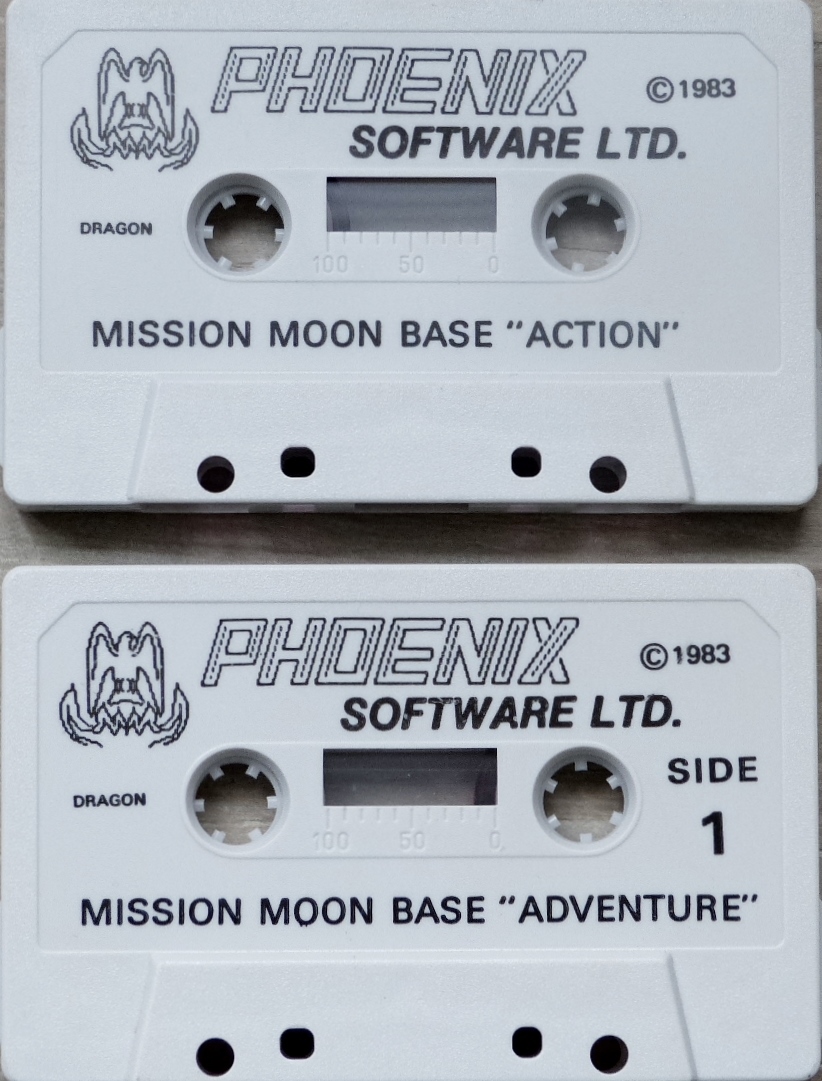 PHOENIX
©1983
SOFTWARE LTD.
DRAGON
100 50 0
MISSION MOON BASE "ACTION"
PHOENIX
©1983
SOFTWARE LTD.
SIDE
1
DRAGON
100 50 0
MISSION MOON BASE "ADVENTURE"